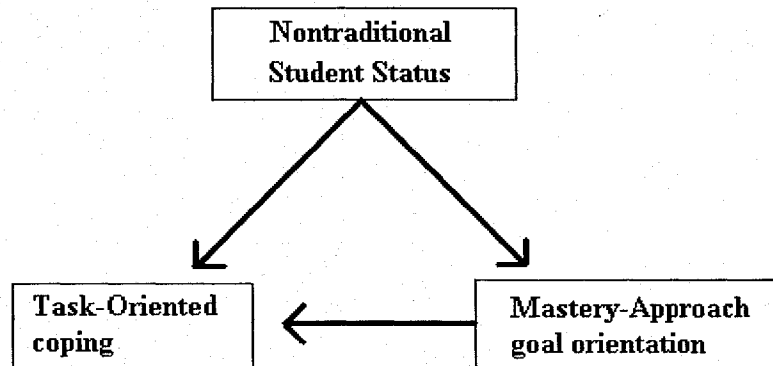 Nontraditional
Student Status
Task-Oriented
coping
Mastery-Approach
goal orientation